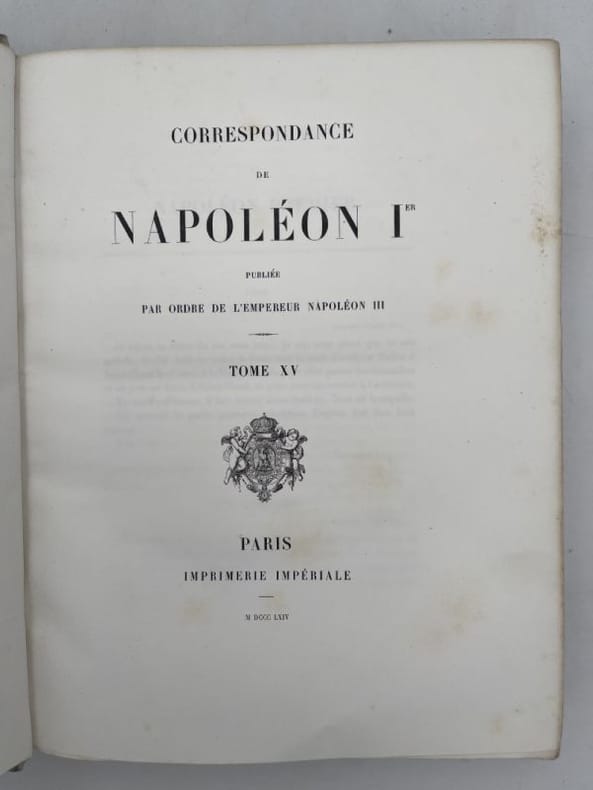 CORRESPONDANCE
DE
NAPOLÉON IER
PUBLIÉE
PAR ORDRE DE L'EMPEREUR NAPOLÉON III
TOME XV
PARIS
IMPRIMERIE IMPÉRIALE
M DCCC LXIV